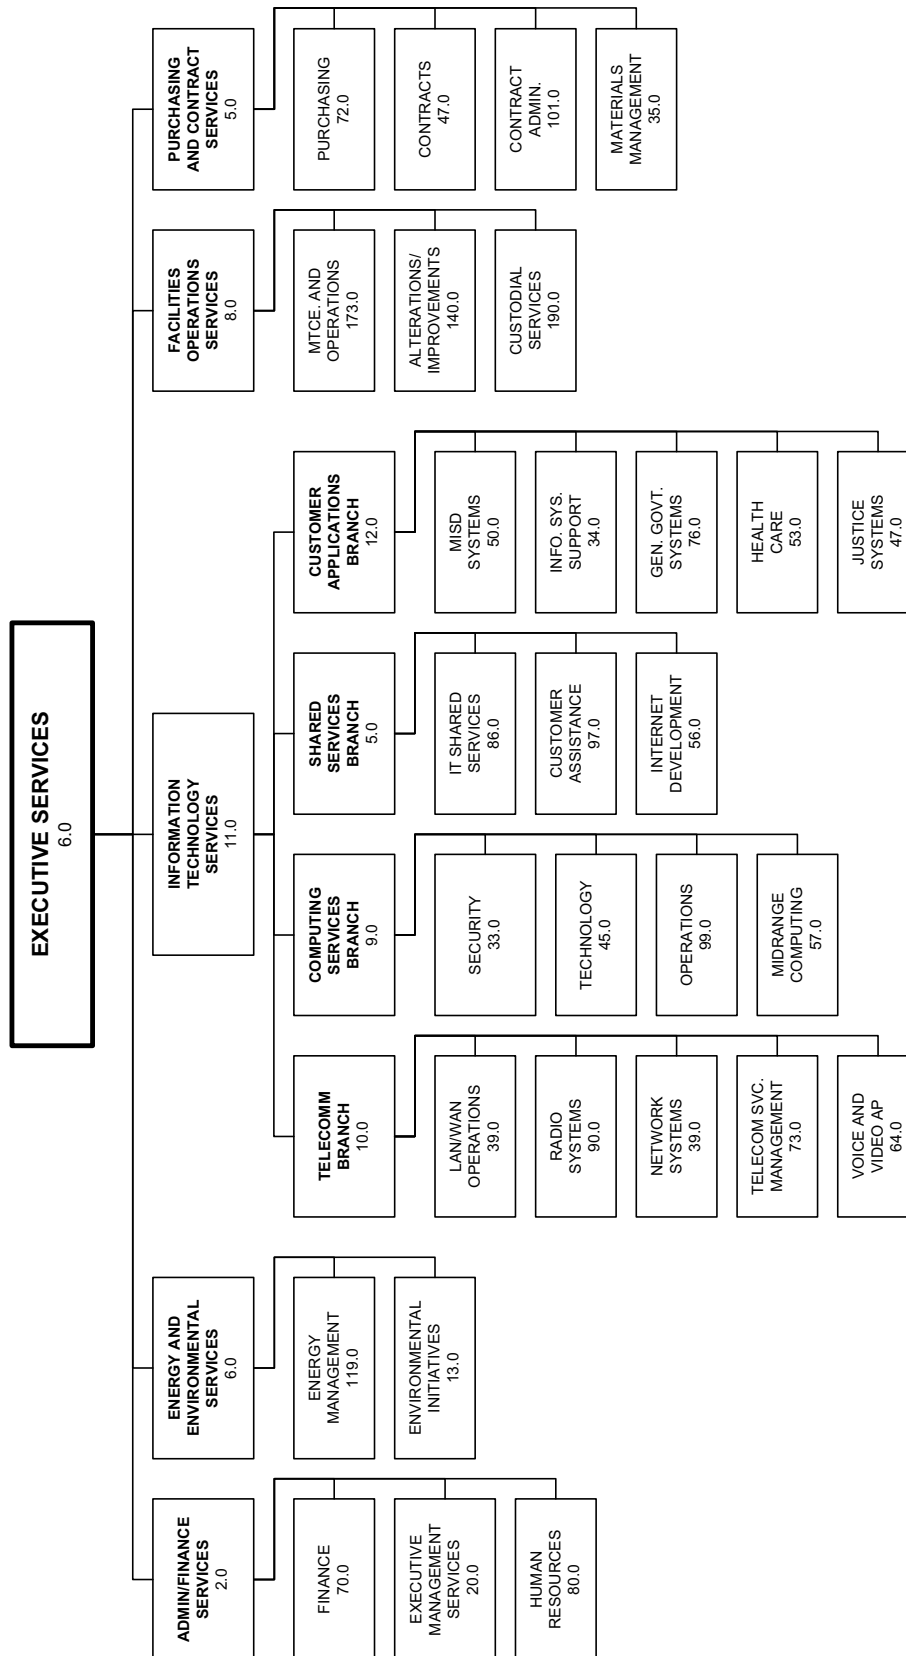 EXECUTIVE SERVICES
6.0
ADMIN/FINANCE
SERVICES
2.0
FINANCE
70.0
EXECUTIVE
MANAGEMENT
SERVICES
20.0
HUMAN
RESOURCES
80.0
ENERGY AND
ENVIRONMENTAL
SERVICES
6.0
ENERGY
MANAGEMENT
119.0
ENVIRONMENTAL
INITIATIVES
13.0
INFORMATION
TECHNOLOGY
SERVICES
11.0
TELECOMM
BRANCH
10.0
LAN/WAN
OPERATIONS
39.0
RADIO
SYSTEMS
90.0
NETWORK
SYSTEMS
39.0
TELECOM SVC.
MANAGEMENT
73.0
VOICE AND
VIDEO AP
64.0
COMPUTING
SERVICES
BRANCH
9.0
SECURITY
33.0
TECHNOLOGY
45.0
OPERATIONS
99.0
MIDRANGE
COMPUTING
57.0
SHARED
SERVICES
BRANCH
5.0
IT SHARED
SERVICES
86.0
CUSTOMER
ASSISTANCE
97.0
INTERNET
DEVELOPMENT
56.0
CUSTOMER
APPLICATIONS
BRANCH
12.0
MISD
SYSTEMS
50.0
INFO. SYS.
SUPPORT
34.0
GEN. GOVT.
SYSTEMS
76.0
HEALTH
CARE
53.0
JUSTICE
SYSTEMS
47.0
FACILITIES
OPERATIONS
SERVICES
8.0
MTCE. AND
OPERATIONS
173.0
ALTERATIONS/
IMPROVEMENTS
140.0
CUSTODIAL
SERVICES
190.0
PURCHASING
AND CONTRACT
SERVICES
5.0
PURCHASING
72.0
CONTRACTS
47.0
CONTRACT
ADMIN.
101.0
MATERIALS
MANAGEMENT
35.0